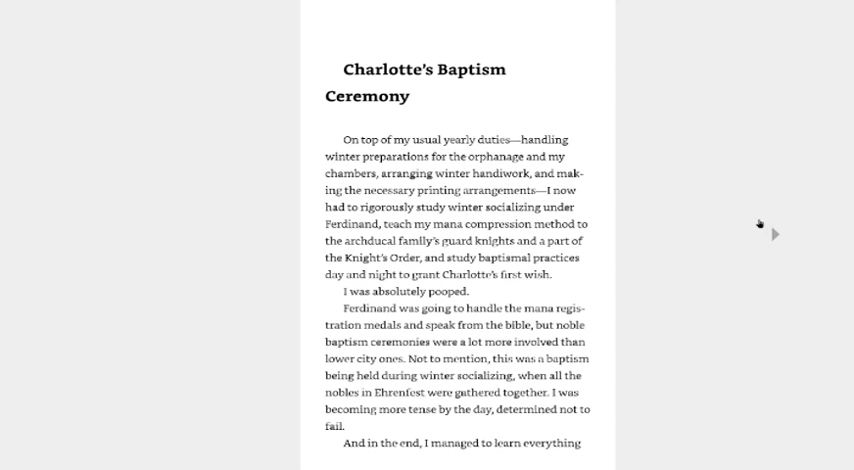 Charlotte's Baptism
Ceremony
On top of my usual yearly duties—handling
winter preparations for the orphanage and my
chambers, arranging winter handiwork, and mak-
ing the necessary printing arrangements—I now
had to rigorously study winter socializing under
Ferdinand, teach my mana compression method to
the archducal family's guard knights and a part of
the Knight's Order, and study baptismal practices
day and night to grant Charlotte's first wish.
I was absolutely pooped.
Ferdinand was going to handle the mana regis-
tration medals and speak from the bible, but noble
baptism ceremonies were a lot more involved than
lower city ones. Not to mention, this was a baptism
being held during winter socializing, when all the
nobles in Ehrenfest were gathered together. I was
becoming more tense by the day, determined not to
fail.
And in the end, I managed to learn everything